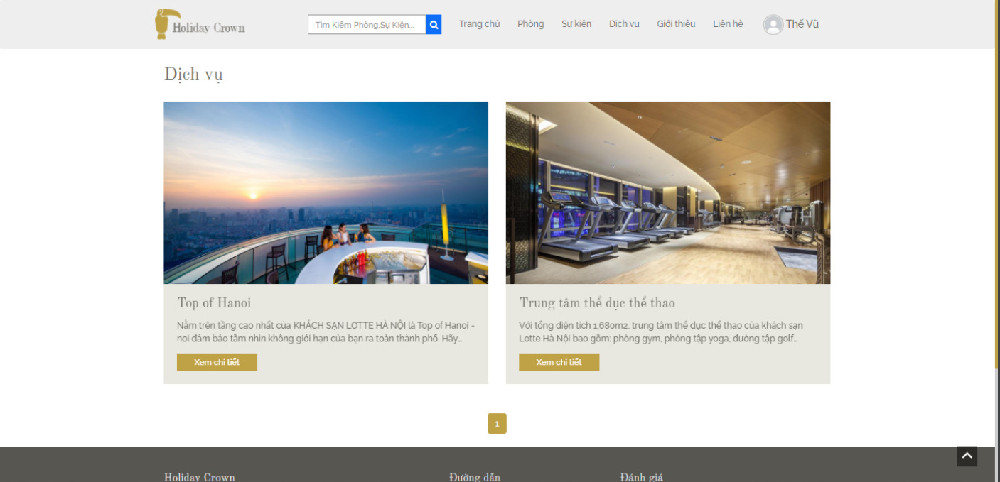 Holiday Crown
Tìm Kiếm Phòng,Sự Kiện...
Trang chủ
Phòng
Sự kiện
Dịch vụ
Giới thiệu
Liên hệ
Thế Vũ
Dịch vụ
Top of Hanoi
Nằm trên tầng cao nhất của KHÁCH SẠN LOTTE HÀ NỘI là Top of Hanoi -
nơi đảm bảo tầm nhìn không giới hạn của bạn ra toàn thành phố. Hãy...
Xem chi tiết
Trung tâm thể dục thể thao
Với tổng diện tích 1,680m2, trung tâm thể dục thể thao của khách sạn
Lotte Hà Nội bao gồm: phòng gym, phòng tập yoga, đường tập golf...
Xem chi tiết
1
Holiday Crown
Đường dẫn
Đánh giá